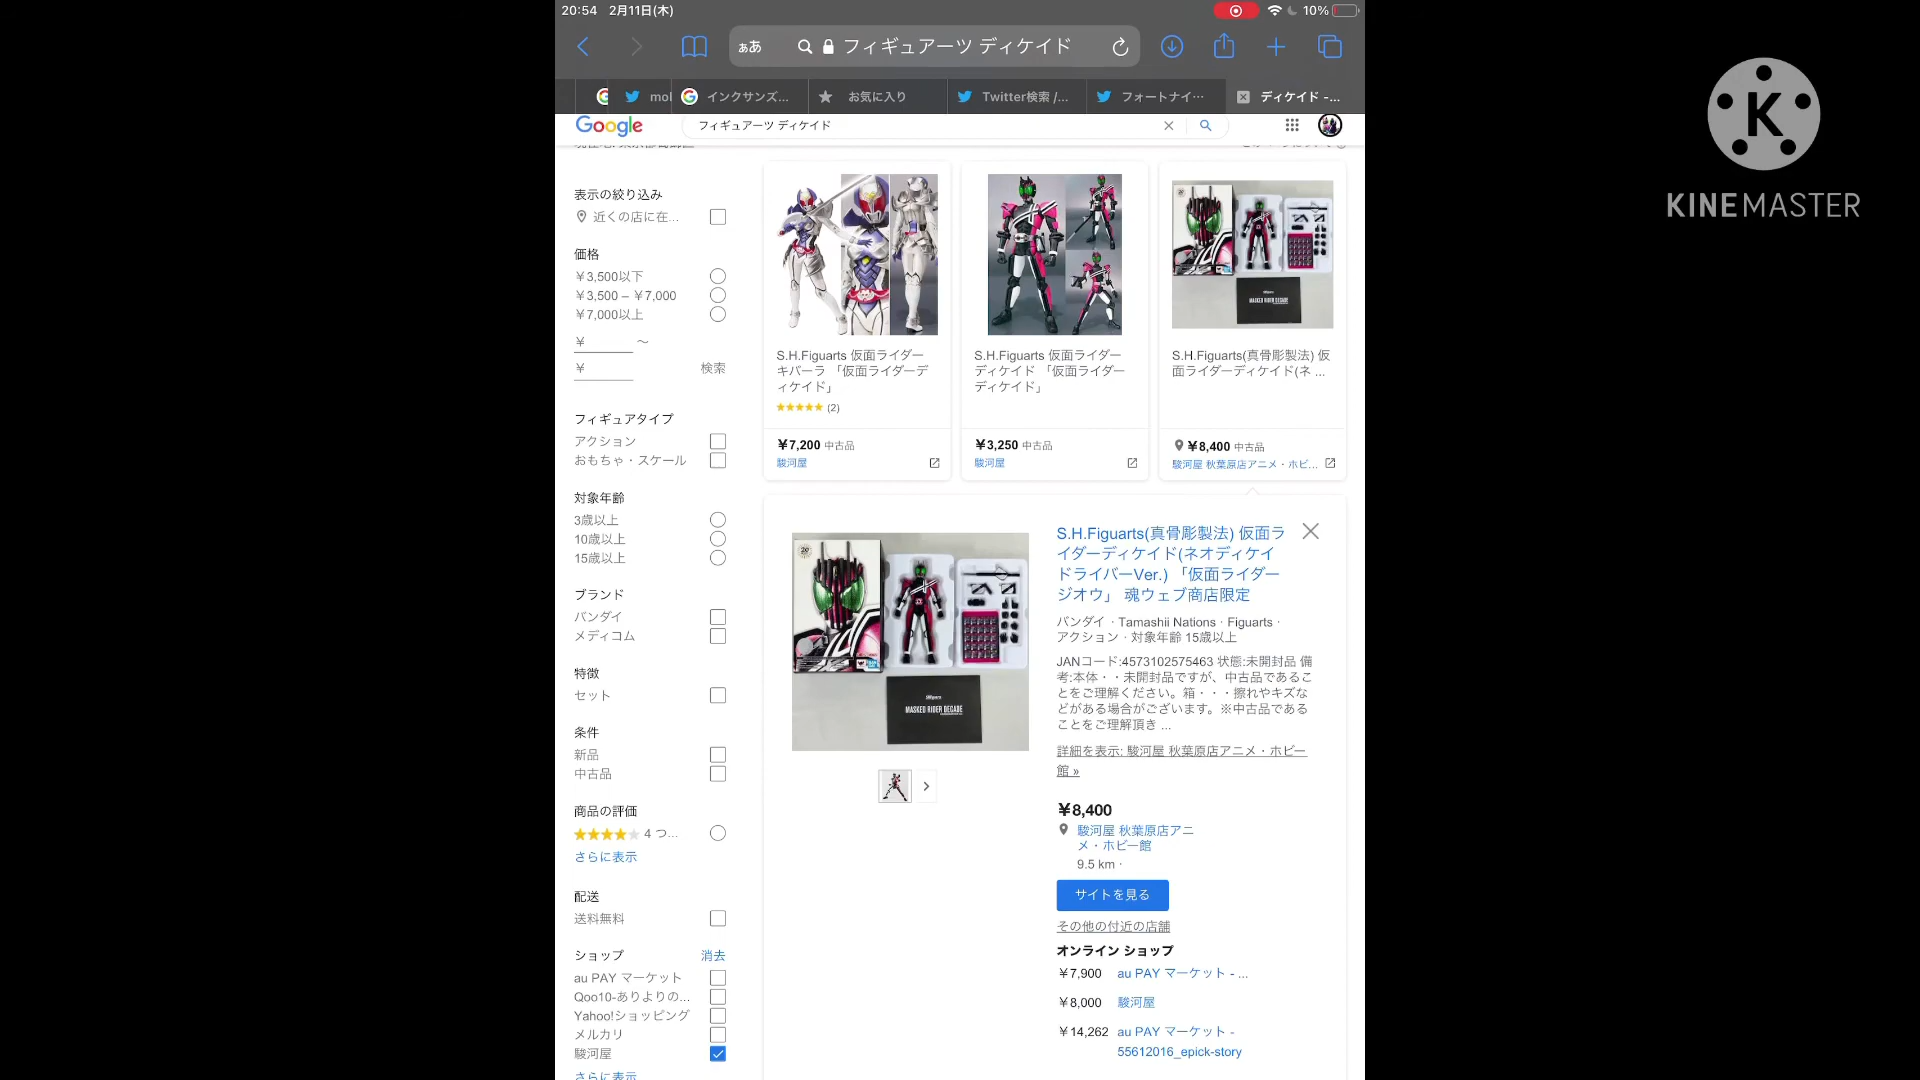 20:54 2月11日(木)
10%
ぁあ
フィギュアーツ ディケイド
mol
インクサンズ...
お気に入り
Twitter検索 /...
フォートナイ...
ディケイド -...
Google
フィギュアーツ ディケイド
K
KINEMASTER
表示の絞り込み
近くの店に在...
価格
¥3,500以下
¥3,500 – ¥7,000
¥7,000以上
¥ ～
¥ 検索
フィギュアタイプ
アクション
おもちゃ・スケール
対象年齢
3歳以上
10歳以上
15歳以上
ブランド
バンダイ
メディコム
特徴
セット
条件
新品
中古品
商品の評価
4 つ...
さらに表示
配送
送料無料
ショップ 消去
au PAY マーケット
Qoo10-ありよりの...
Yahoo!ショッピング
メルカリ
駿河屋
さらに表示
S.H.Figuarts 仮面ライダー
キバーラ 「仮面ライダーデ
ィケイド」
(2)
¥7,200 中古品
駿河屋
S.H.Figuarts 仮面ライダー
ディケイド 「仮面ライダー
ディケイド」
¥3,250 中古品
駿河屋
MASKED RIDER DECADE
S.H.Figuarts(真骨彫製法) 仮
面ライダーディケイド(ネ ...
¥8,400 中古品
駿河屋 秋葉原店アニメ・ホビ...
MASKED RIDER DECADE
S.H.Figuarts(真骨彫製法) 仮面ラ
イダーディケイド(ネオディケイ
ドライバーVer.) 「仮面ライダー
ジオウ」 魂ウェブ商店限定
バンダイ · Tamashii Nations · Figuarts ·
アクション · 対象年齢 15歳以上
JANコード:4573102575463 状態:未開封品 備
考:本体・・未開封品ですが、中古品であるこ
とをご理解ください。箱・・・擦れやキズな
どがある場合がございます。※中古品である
ことをご理解頂き ...
詳細を表示: 駿河屋 秋葉原店アニメ・ホビー
館 »
¥8,400
駿河屋 秋葉原店アニ
メ・ホビー館
9.5 km ·
サイトを見る
その他の付近の店舗
オンライン ショップ
¥7,900 au PAY マーケット - ...
¥8,000 駿河屋
¥14,262 au PAY マーケット -
55612016_epick-story